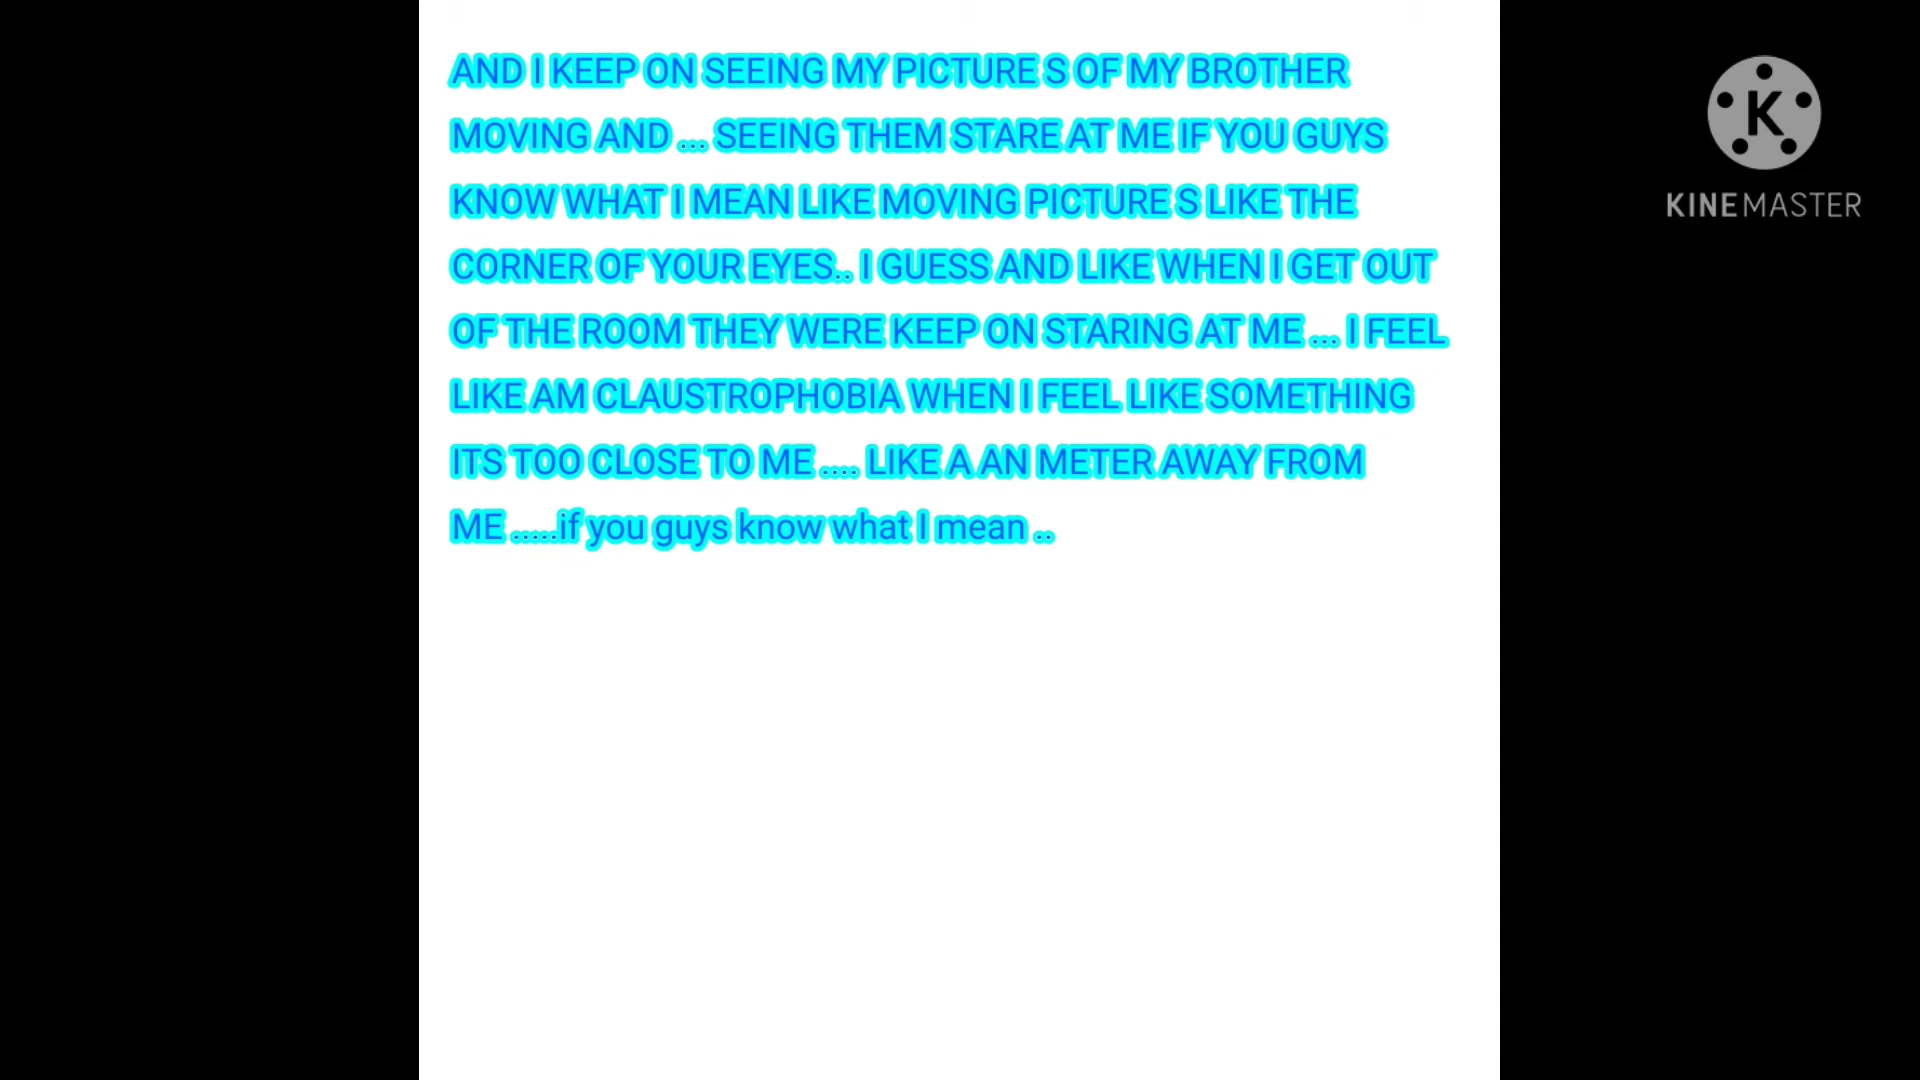 AND I KEEP ON SEEING MY PICTURE S OF MY BROTHER
MOVING AND ... SEEING THEM STARE AT ME IF YOU GUYS
KNOW WHAT I MEAN LIKE MOVING PICTURE S LIKE THE
CORNER OF YOUR EYES.. I GUESS AND LIKE WHEN I GET OUT
OF THE ROOM THEY WERE KEEP ON STARING AT ME ... I FEEL
LIKE AM CLAUSTROPHOBIA WHEN I FEEL LIKE SOMETHING
ITS TOO CLOSE TO ME .... LIKE A AN METER AWAY FROM
ME .....if you guys know what I mean ..
K
KINEMASTER